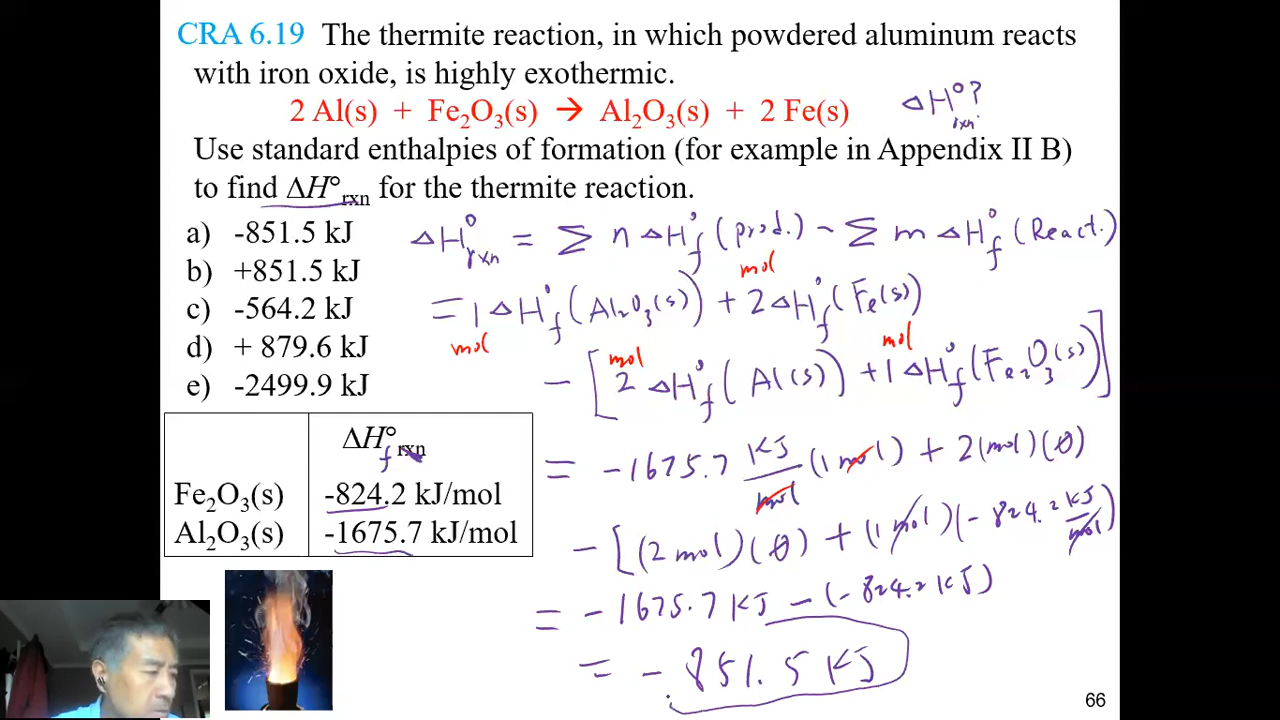 CRA 6.19 The thermite reaction, in which powdered aluminum reacts
with iron oxide, is highly exothermic.
2 Al(s) + Fe₂O₃(s) → Al₂O₃(s) + 2 Fe(s)
ΔH°rxn?
Use standard enthalpies of formation (for example in Appendix II B)
to find ΔH°rxn for the thermite reaction.
a) -851.5 kJ
b) +851.5 kJ
c) -564.2 kJ
d) + 879.6 kJ
e) -2499.9 kJ
ΔH°rxn = Σ n ΔH°f (prod.) - Σ m ΔH°f (React.)
mol
= 1 ΔH°f (Al₂O₃(s)) + 2 ΔH°f (Fe(s))
mol
mol
mol
- [2 ΔH°f (Al(s)) + 1 ΔH°f (Fe₂O₃(s))]
= -1675.7 KJ/mol (1 mol) + 2(mol)(0)
- [(2 mol)(0) + (1 mol)(-824.2 KJ/mol)
= -1675.7 KJ - (-824.2 KJ)
= -851.5 KJ
ΔH°f rxn
Fe₂O₃(s) -824.2 kJ/mol
Al₂O₃(s) -1675.7 kJ/mol
66